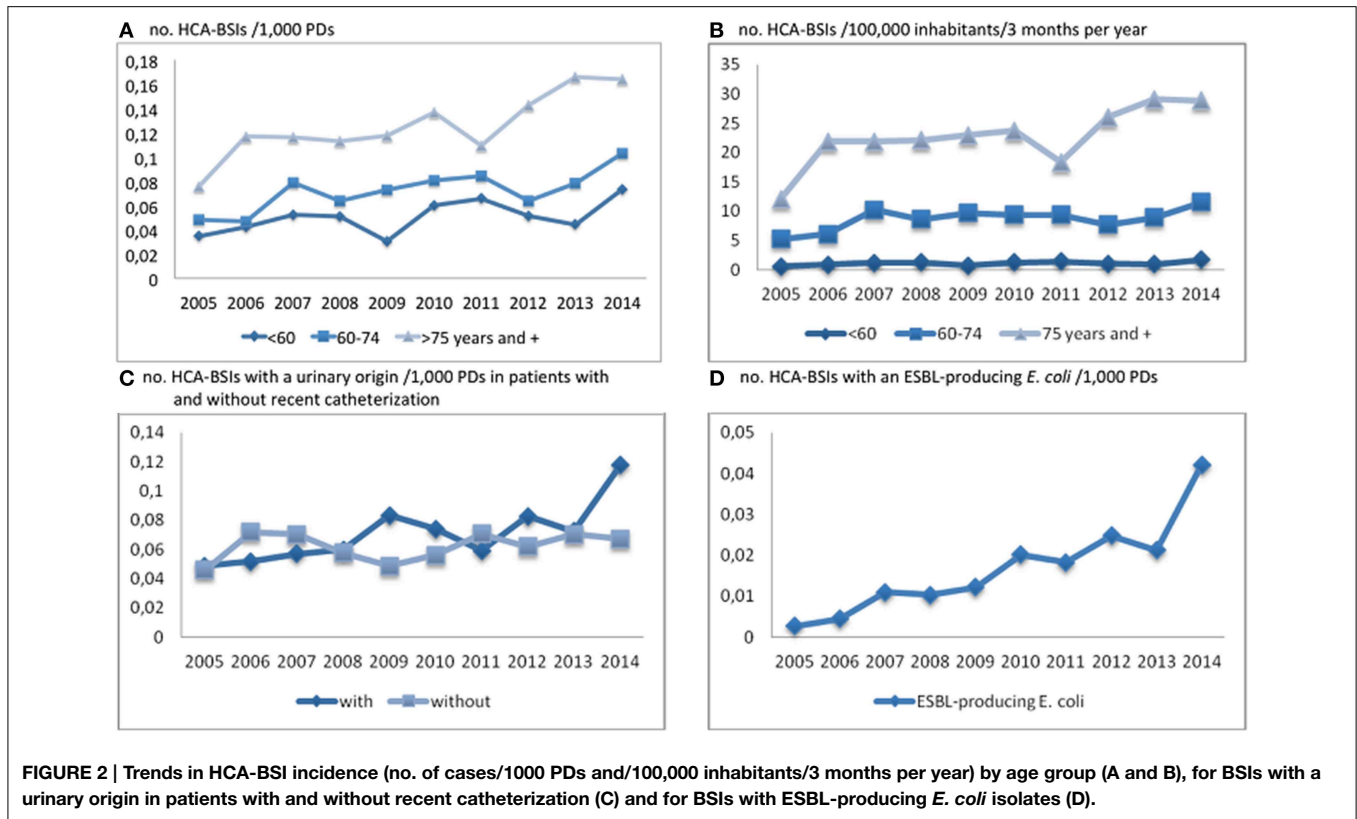 A no. HCA-BSIs /1,000 PDs
0,18
0,16
0,14
0,12
0,1
0,08
0,06
0,04
0,02
0
2005 2006 2007 2008 2009 2010 2011 2012 2013 2014
<60 60-74 >75 years and +
B no. HCA-BSIs /100,000 inhabitants/3 months per year
35
30
25
20
15
10
5
0
2005 2006 2007 2008 2009 2010 2011 2012 2013 2014
<60 60-74 75 years and +
C no. HCA-BSIs with a urinary origin /1,000 PDs in patients with
and without recent catheterization
0,14
0,12
0,1
0,08
0,06
0,04
0,02
0
2005 2006 2007 2008 2009 2010 2011 2012 2013 2014
with without
D no. HCA-BSIs with an ESBL-producing E. coli /1,000 PDs
0,05
0,04
0,03
0,02
0,01
0
2005 2006 2007 2008 2009 2010 2011 2012 2013 2014
ESBL-producing E. coli
FIGURE 2 | Trends in HCA-BSI incidence (no. of cases/1000 PDs and/100,000 inhabitants/3 months per year) by age group (A and B), for BSIs with a
urinary origin in patients with and without recent catheterization (C) and for BSIs with ESBL-producing E. coli isolates (D).